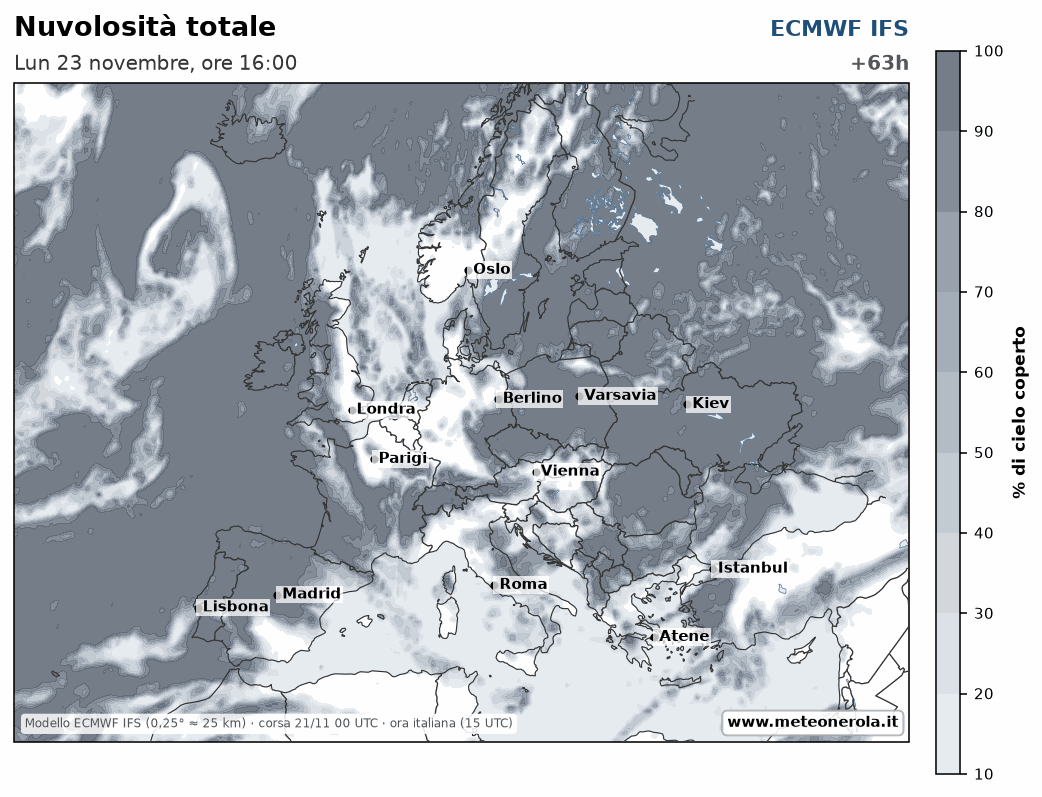 Nuvolosità totale
ECMWF IFS
Lun 23 novembre, ore 16:00
+63h
100
90
80
70
60
50
40
30
20
10
% di cielo coperto
Oslo
Berlino
Varsavia
Kiev
Londra
Parigi
Vienna
Istanbul
Roma
Madrid
Lisbona
Atene
Modello ECMWF IFS (0,25° ≈ 25 km) · corsa 21/11 00 UTC · ora italiana (15 UTC)
www.meteonerola.it